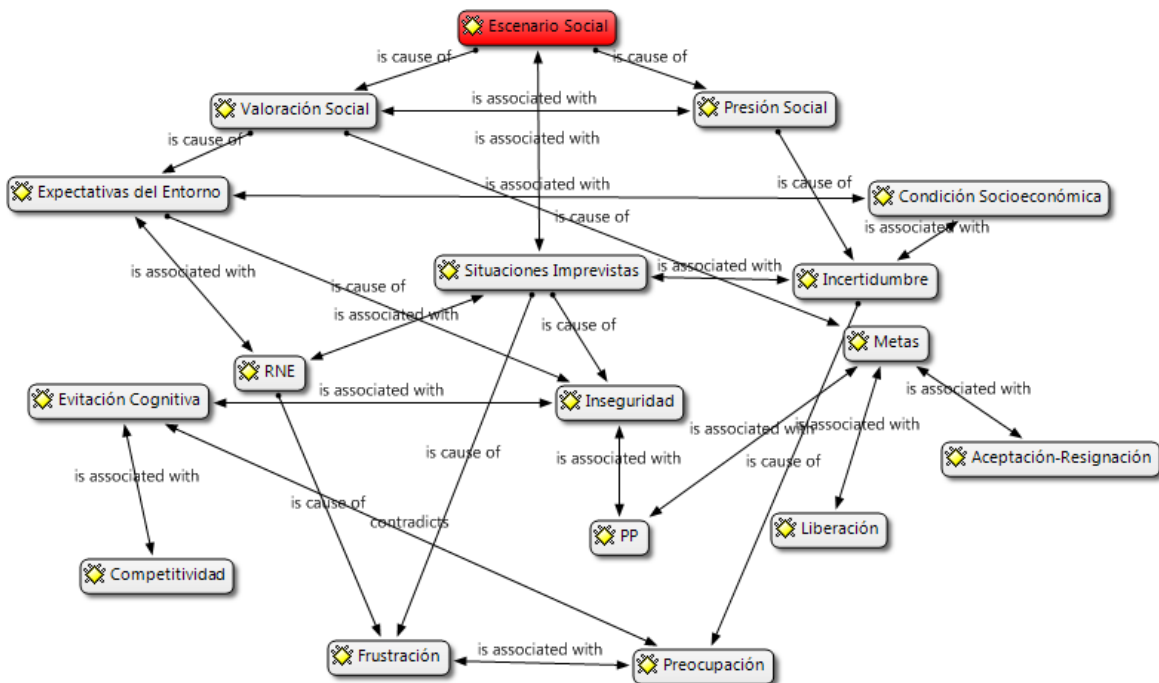 Escenario Social
is cause of
is cause of
Valoración Social
is associated with
Presión Social
is cause of
is associated with
Expectativas del Entorno
is associated with
is cause of
Condición Socioeconómica
is cause of
is associated with
is associated with
Situaciones Imprevistas
is associated with
Incertidumbre
is cause of
is associated with
is cause of
Metas
RNE
Evitación Cognitiva
is associated with
Inseguridad
is associated with
is associated with
is associated with
is cause of
is associated with
is associated with
is cause of
Aceptación-Resignación
is cause of
contradicts
PP
Liberación
Competitividad
Frustración
is associated with
Preocupación